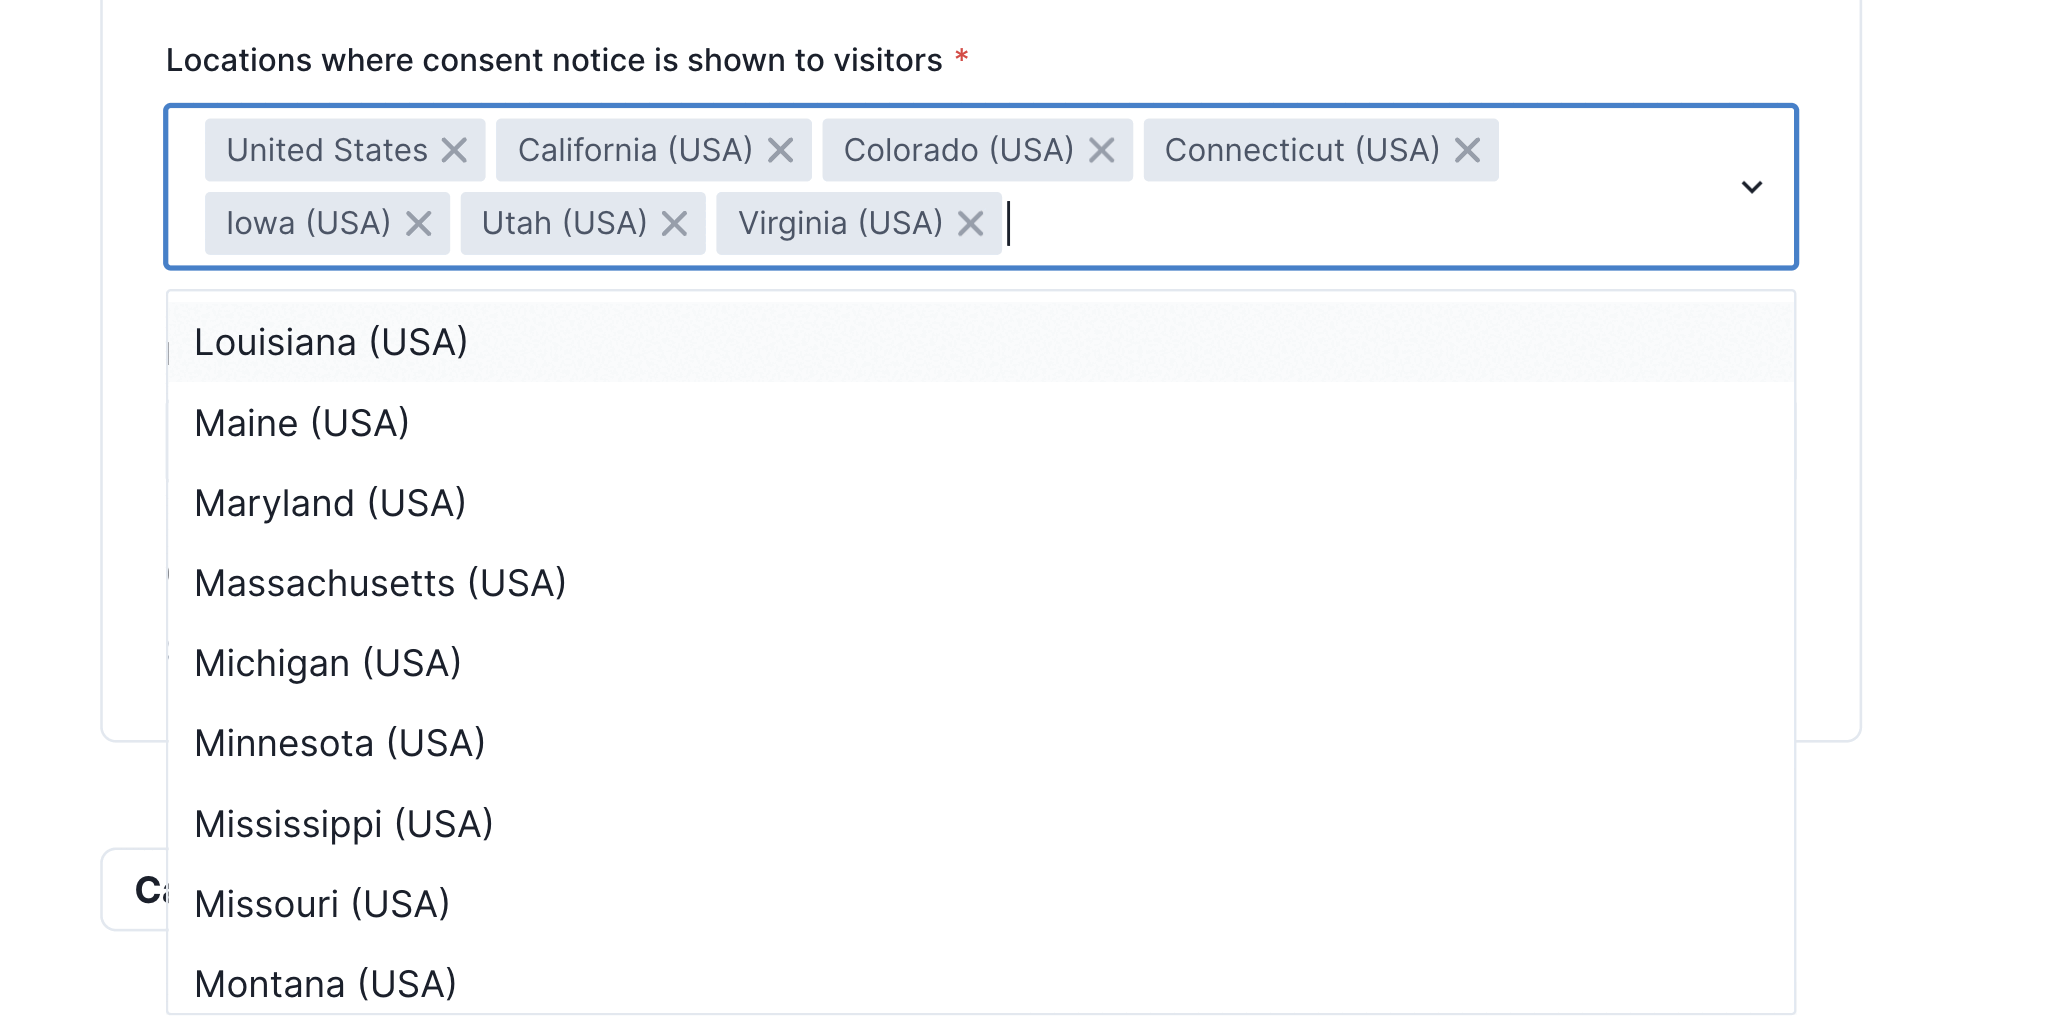 Locations where consent notice is shown to visitors *
United States
California (USA)
Colorado (USA)
Connecticut (USA)
Iowa (USA)
Utah (USA)
Virginia (USA)
Louisiana (USA)
Maine (USA)
Maryland (USA)
Massachusetts (USA)
Michigan (USA)
Minnesota (USA)
Mississippi (USA)
Missouri (USA)
Montana (USA)